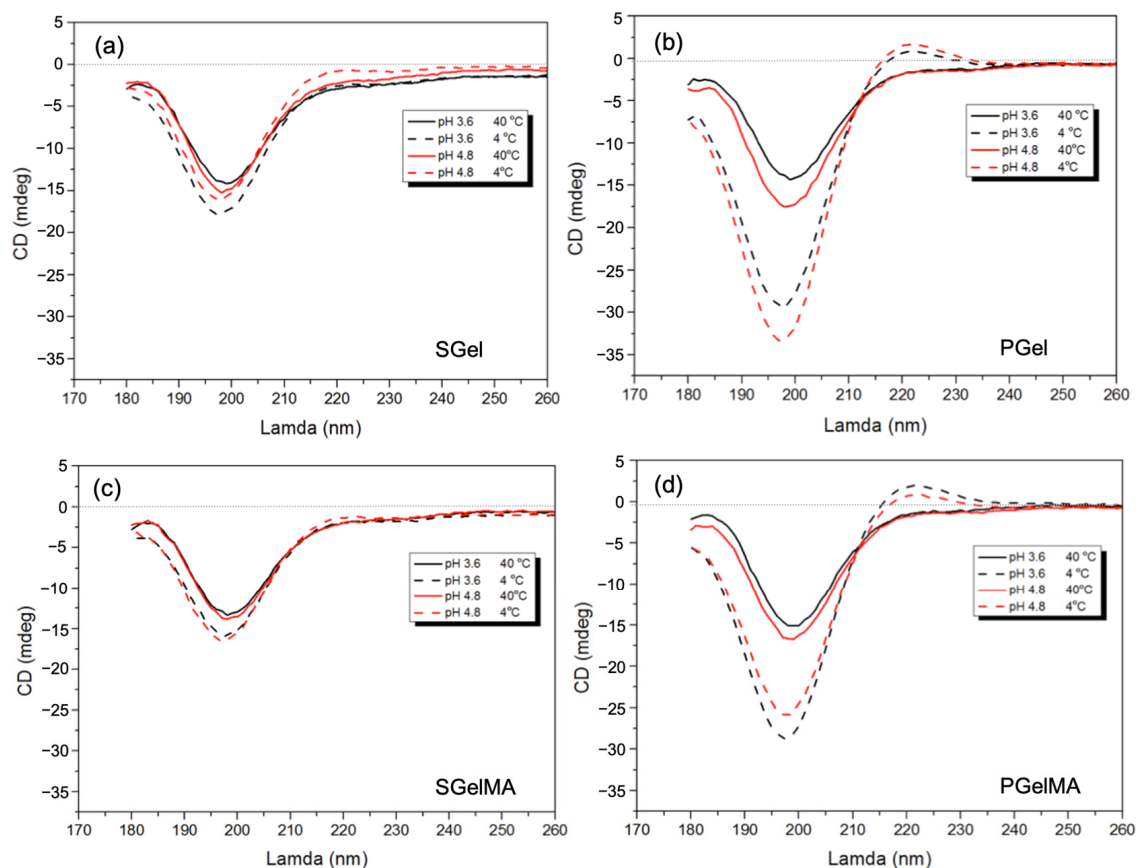 (a)
5
0
−5
−10
−15
−20
−25
−30
−35
CD (mdeg)
pH 3.6 40 °C
pH 3.6 4 °C
pH 4.8 40°C
pH 4.8 4°C
SGel
170 180 190 200 210 220 230 240 250 260
Lamda (nm)
(b)
5
0
−5
−10
−15
−20
−25
−30
−35
CD (mdeg)
pH 3.6 40 °C
pH 3.6 4 °C
pH 4.8 40°C
pH 4.8 4°C
PGel
170 180 190 200 210 220 230 240 250 260
Lamda (nm)
(c)
5
0
−5
−10
−15
−20
−25
−30
−35
CD (mdeg)
pH 3.6 40 °C
pH 3.6 4 °C
pH 4.8 40°C
pH 4.8 4°C
SGelMA
170 180 190 200 210 220 230 240 250 260
Lamda (nm)
(d)
5
0
−5
−10
−15
−20
−25
−30
−35
CD (mdeg)
pH 3.6 40 °C
pH 3.6 4 °C
pH 4.8 40°C
pH 4.8 4°C
PGelMA
170 180 190 200 210 220 230 240 250 260
Lamda (nm)